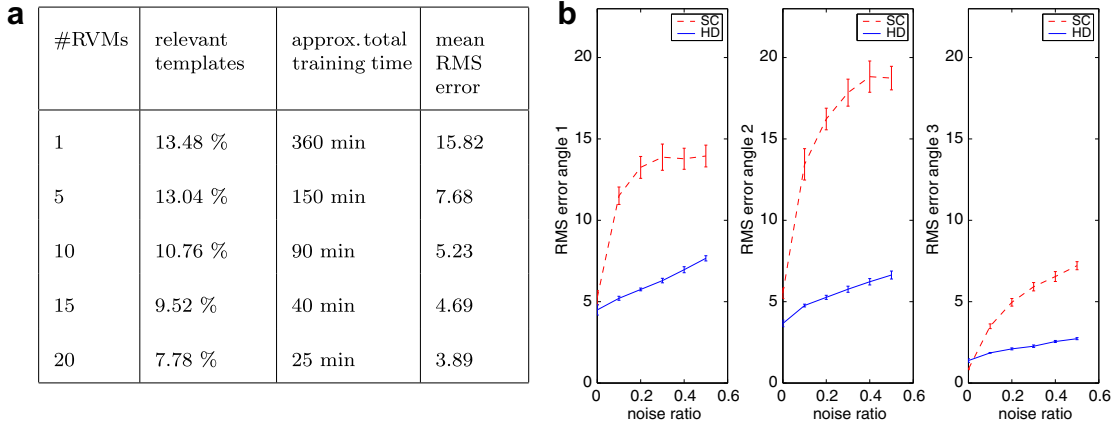 a
#RVMs relevant templates approx.total training time mean RMS error
1 13.48 % 360 min 15.82
5 13.04 % 150 min 7.68
10 10.76 % 90 min 5.23
15 9.52 % 40 min 4.69
20 7.78 % 25 min 3.89
b
SC
HD
20
15
10
5
0
RMS error angle 1
0 0.2 0.4 0.6
noise ratio
SC
HD
20
15
10
5
0
RMS error angle 2
0 0.2 0.4 0.6
noise ratio
SC
HD
20
15
10
5
0
RMS error angle 3
0 0.2 0.4 0.6
noise ratio